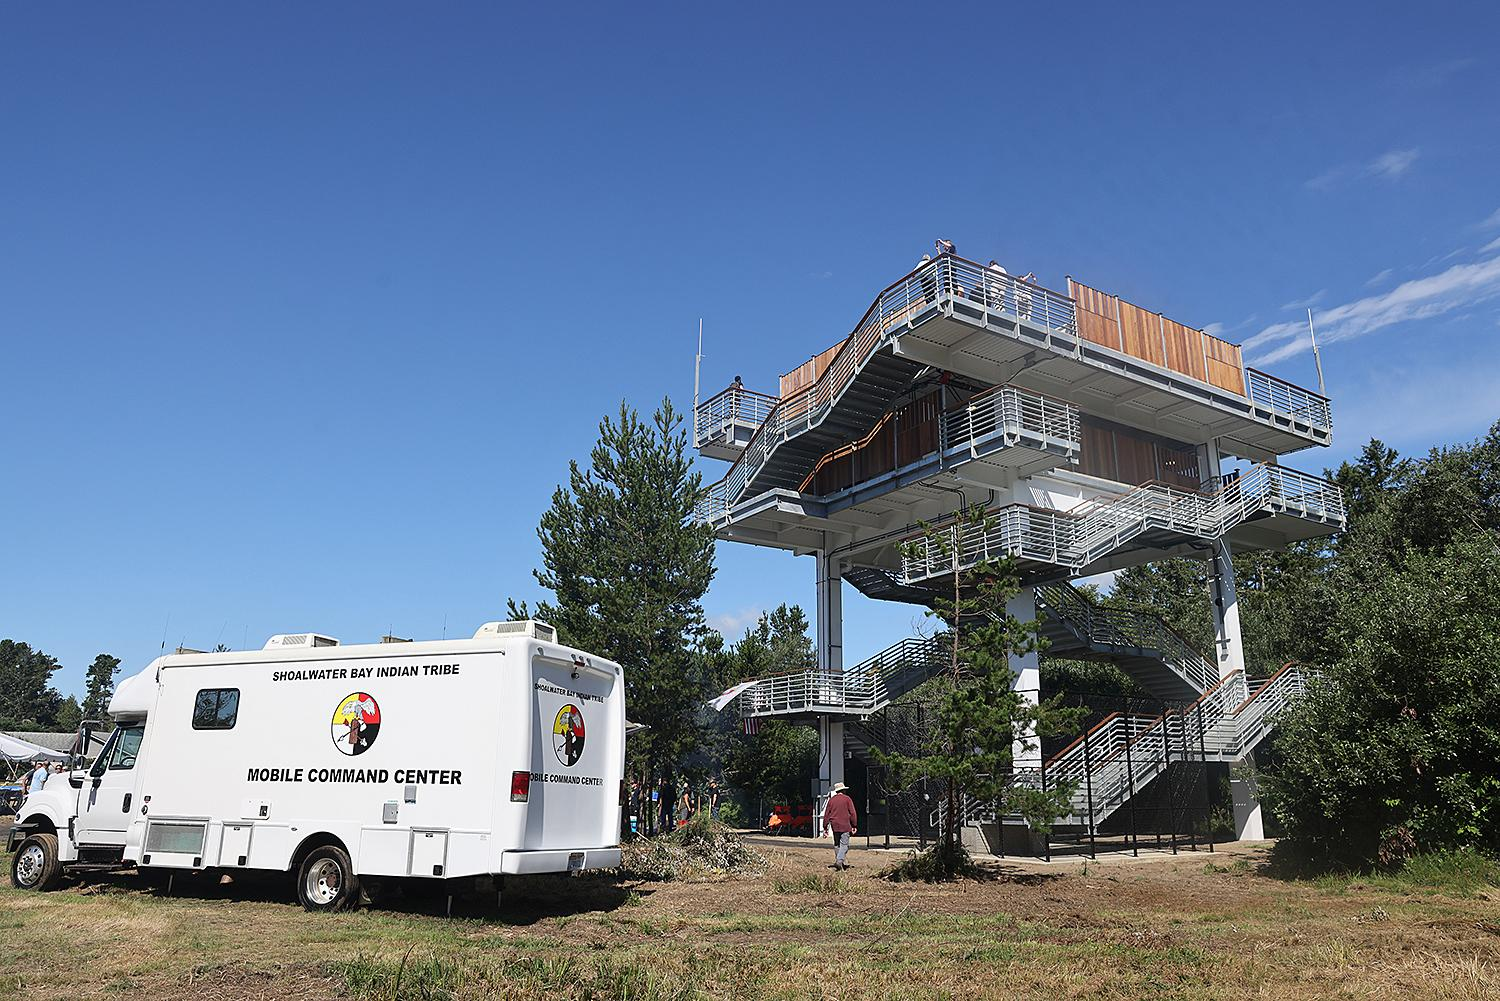 SHOALWATER BAY INDIAN TRIBE
MOBILE COMMAND CENTER
SHOALWATER BAY INDIAN TRIBE
MOBILE COMMAND CENTER